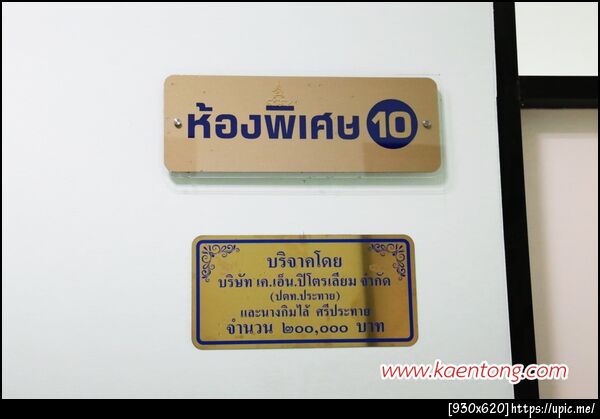 ห้องพิเศษ 10
บริจาคโดย
บริษัท เค.เอ็น.ปิโตรเลียม จำกัด
(ปตท.ประทาย)
และนางกิมไล้ ศรีประทาย
จำนวน ๒๐๐,๐๐๐ บาท
www.kaentong.com
[930x620]https://upic.me/